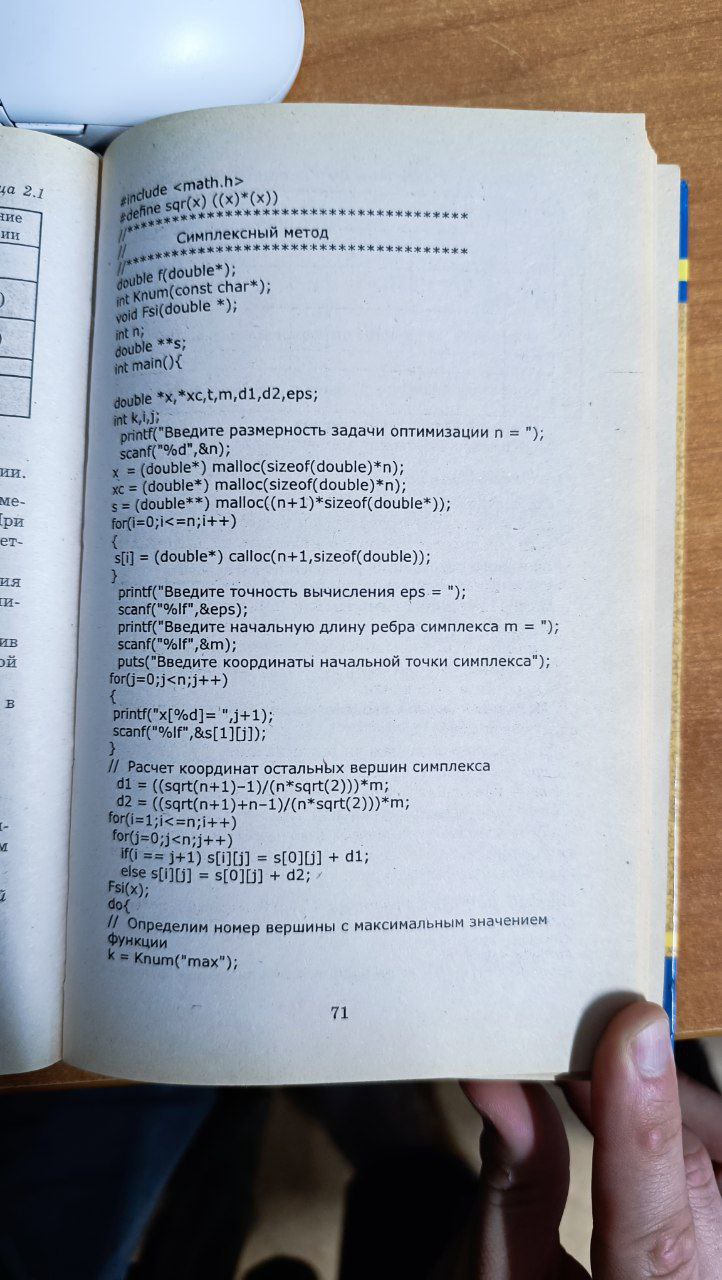 ца 2.1
ние
ии
)
)
ии.
ме-
При
ет-
ия
ив
ой
в
м
й
#include <math.h>
#define sqr(x) ((x)*(x))
//**************************************
// Симплексный метод
//**************************************
double f(double*);
int Knum(const char*);
void Fsi(double *);
int n;
double **s;
int main(){
double *x,*xc,t,m,d1,d2,eps;
int k,i,j;
printf("Введите размерность задачи оптимизации n = ");
scanf("%d",&n);
x = (double*) malloc(sizeof(double)*n);
xc = (double*) malloc(sizeof(double)*n);
s = (double**) malloc((n+1)*sizeof(double*));
for(i=0;i<=n;i++)
{
s[i] = (double*) calloc(n+1,sizeof(double));
}
printf("Введите точность вычисления eps = ");
scanf("%lf",&eps);
printf("Введите начальную длину ребра симплекса m = ");
scanf("%lf",&m);
puts("Введите координаты начальной точки симплекса");
for(j=0;j<n;j++)
{
printf("x[%d]= ",j+1);
scanf("%lf",&s[1][j]);
}
// Расчет координат остальных вершин симплекса
d1 = ((sqrt(n+1)-1)/(n*sqrt(2)))*m;
d2 = ((sqrt(n+1)+n-1)/(n*sqrt(2)))*m;
for(i=1;i<=n;i++)
for(j=0;j<n;j++)
if(i == j+1) s[i][j] = s[0][j] + d1;
else s[i][j] = s[0][j] + d2;
Fsi(x);
do{
// Определим номер вершины с максимальным значением
функции
k = Knum("max");
71